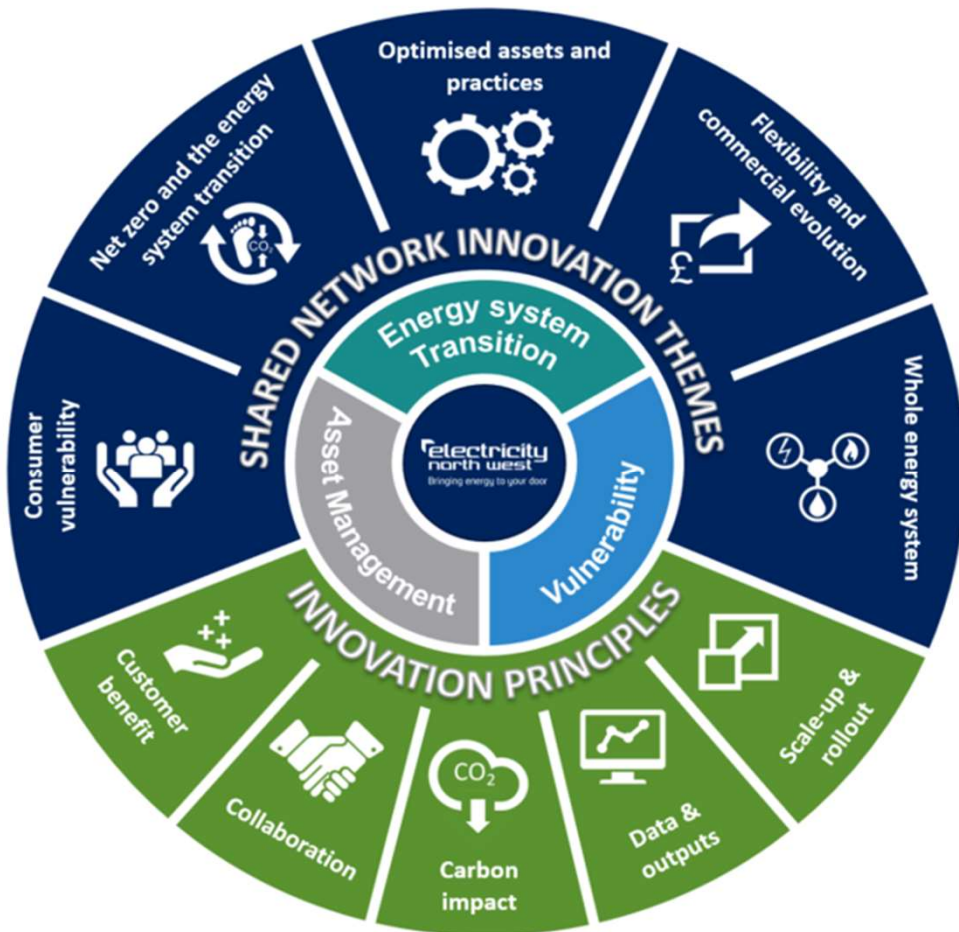 Optimised assets and
practices
Flexibility and
commercial evolution
£
Whole energy system
Net zero and the energy
system transition
CO₂
Consumer
vulnerability
SHARED NETWORK INNOVATION THEMES
Energy system
Transition
Asset Management
Vulnerability
electricity
north west
Bringing energy to your door
INNOVATION PRINCIPLES
Customer
benefit
Collaboration
CO₂
Carbon
impact
Data &
outputs
Scale-up &
rollout